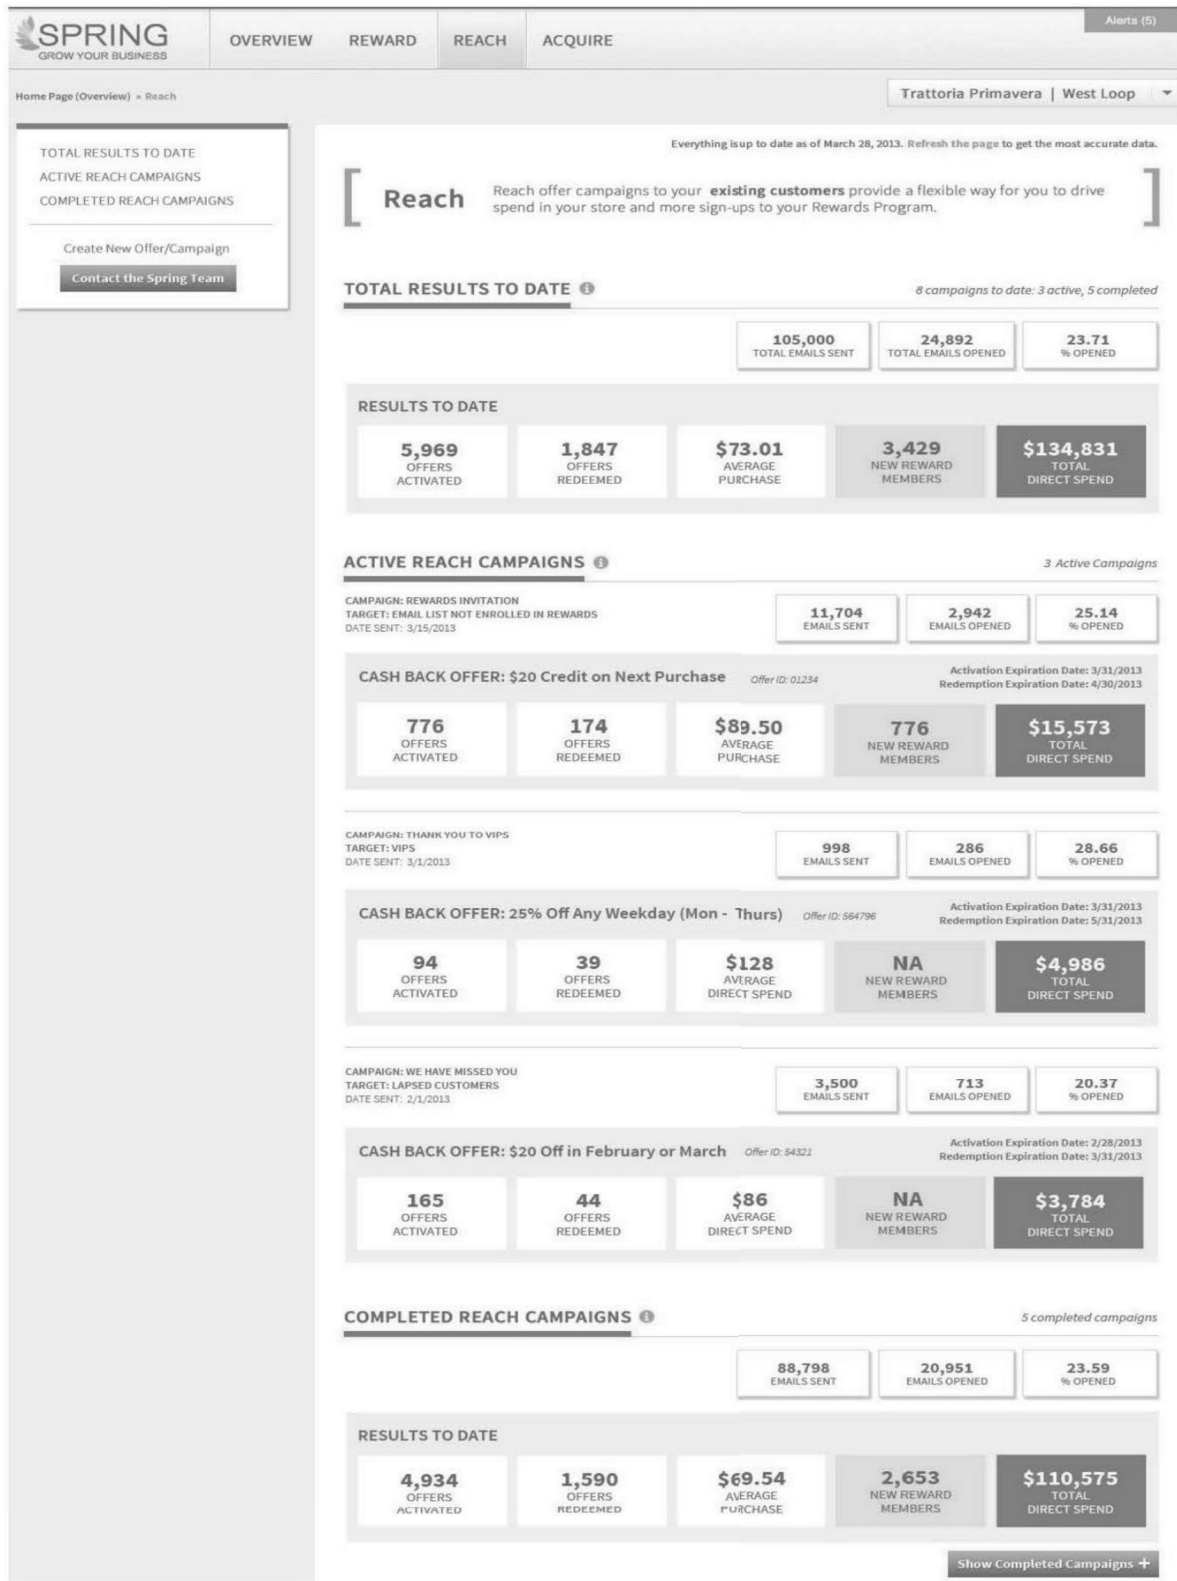 Alerts (5)
SPRING
GROW YOUR BUSINESS
OVERVIEW REWARD REACH ACQUIRE
Home Page (Overview) » Reach
Trattoria Primavera | West Loop
TOTAL RESULTS TO DATE
ACTIVE REACH CAMPAIGNS
COMPLETED REACH CAMPAIGNS
Create New Offer/Campaign
Contact the Spring Team
Everything is up to date as of March 28, 2013. Refresh the page to get the most accurate data.
Reach
Reach offer campaigns to your existing customers provide a flexible way for you to drive
spend in your store and more sign-ups to your Rewards Program.
TOTAL RESULTS TO DATE
8 campaigns to date: 3 active, 5 completed
105,000 24,892 23.71
TOTAL EMAILS SENT TOTAL EMAILS OPENED % OPENED
RESULTS TO DATE
5,969 1,847 $73.01 3,429 $134,831
OFFERS OFFERS AVERAGE NEW REWARD TOTAL
ACTIVATED REDEEMED PURCHASE MEMBERS DIRECT SPEND
ACTIVE REACH CAMPAIGNS
3 Active Campaigns
CAMPAIGN: REWARDS INVITATION
TARGET: EMAIL LIST NOT ENROLLED IN REWARDS
DATE SENT: 3/15/2013
11,704 2,942 25.14
EMAILS SENT EMAILS OPENED % OPENED
CASH BACK OFFER: $20 Credit on Next Purchase Offer ID: 01234
Activation Expiration Date: 3/31/2013
Redemption Expiration Date: 4/30/2013
776 174 $89.50 776 $15,573
OFFERS OFFERS AVERAGE NEW REWARD TOTAL
ACTIVATED REDEEMED PURCHASE MEMBERS DIRECT SPEND
CAMPAIGN: THANK YOU TO VIPS
TARGET: VIPS
DATE SENT: 3/1/2013
998 286 28.66
EMAILS SENT EMAILS OPENED % OPENED
CASH BACK OFFER: 25% Off Any Weekday (Mon - Thurs) Offer ID: 564796
Activation Expiration Date: 3/31/2013
Redemption Expiration Date: 5/31/2013
94 39 $128 NA $4,986
OFFERS OFFERS AVERAGE NEW REWARD TOTAL
ACTIVATED REDEEMED DIRECT SPEND MEMBERS DIRECT SPEND
CAMPAIGN: WE HAVE MISSED YOU
TARGET: LAPSED CUSTOMERS
DATE SENT: 2/1/2013
3,500 713 20.37
EMAILS SENT EMAILS OPENED % OPENED
CASH BACK OFFER: $20 Off in February or March Offer ID: 54321
Activation Expiration Date: 2/28/2013
Redemption Expiration Date: 3/31/2013
165 44 $86 NA $3,784
OFFERS OFFERS AVERAGE NEW REWARD TOTAL
ACTIVATED REDEEMED DIRECT SPEND MEMBERS DIRECT SPEND
COMPLETED REACH CAMPAIGNS
5 completed campaigns
88,798 20,951 23.59
EMAILS SENT EMAILS OPENED % OPENED
RESULTS TO DATE
4,934 1,590 $69.54 2,653 $110,575
OFFERS OFFERS AVERAGE NEW REWARD TOTAL
ACTIVATED REDEEMED PURCHASE MEMBERS DIRECT SPEND
Show Completed Campaigns +